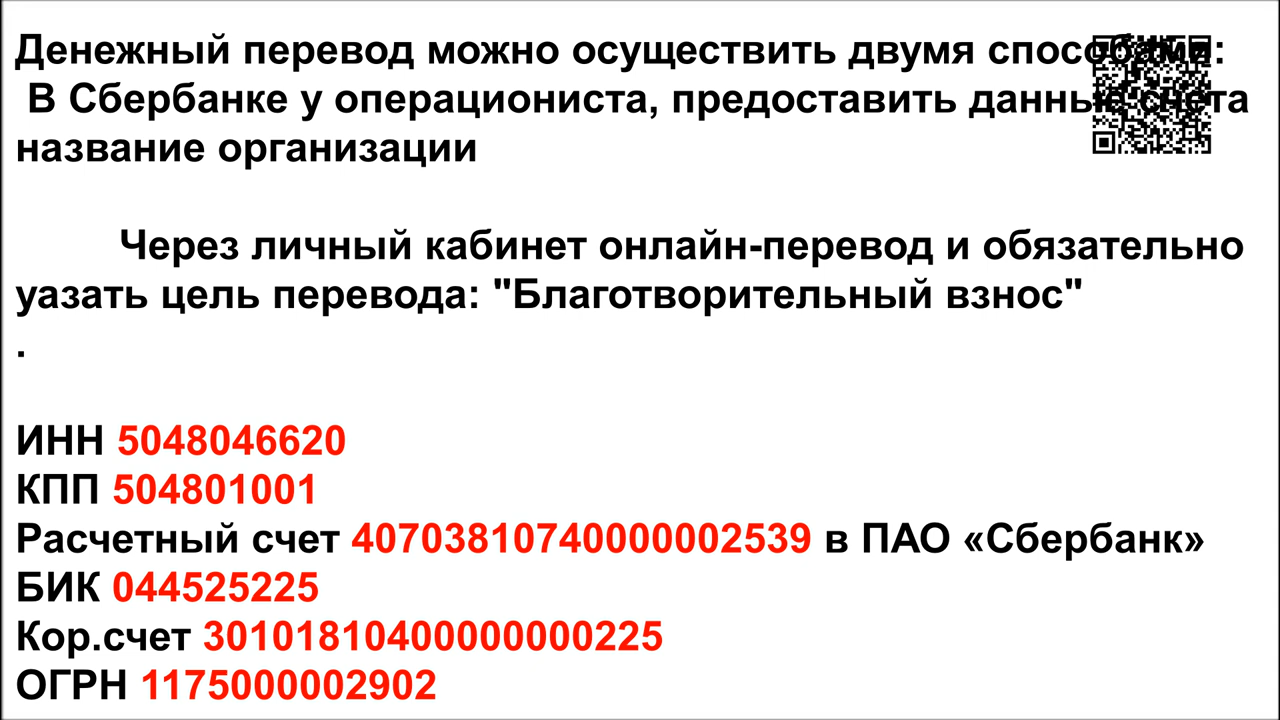 Денежный перевод можно осуществить двумя способами:
В Сбербанке у операциониста, предоставить данные счета
название организации
Через личный кабинет онлайн-перевод и обязательно
уазать цель перевода: "Благотворительный взнос"
.
ИНН 5048046620
КПП 504801001
Расчетный счет 40703810740000002539 в ПАО «Сбербанк»
БИК 044525225
Кор.счет 30101810400000000225
ОГРН 1175000002902